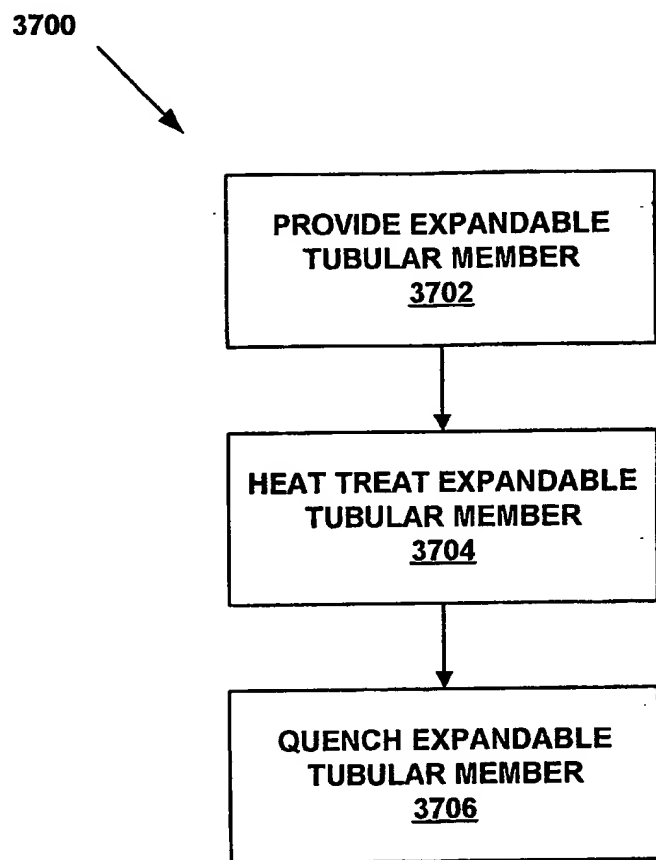 3700
PROVIDE EXPANDABLE
TUBULAR MEMBER
3702
HEAT TREAT EXPANDABLE
TUBULAR MEMBER
3704
QUENCH EXPANDABLE
TUBULAR MEMBER
3706